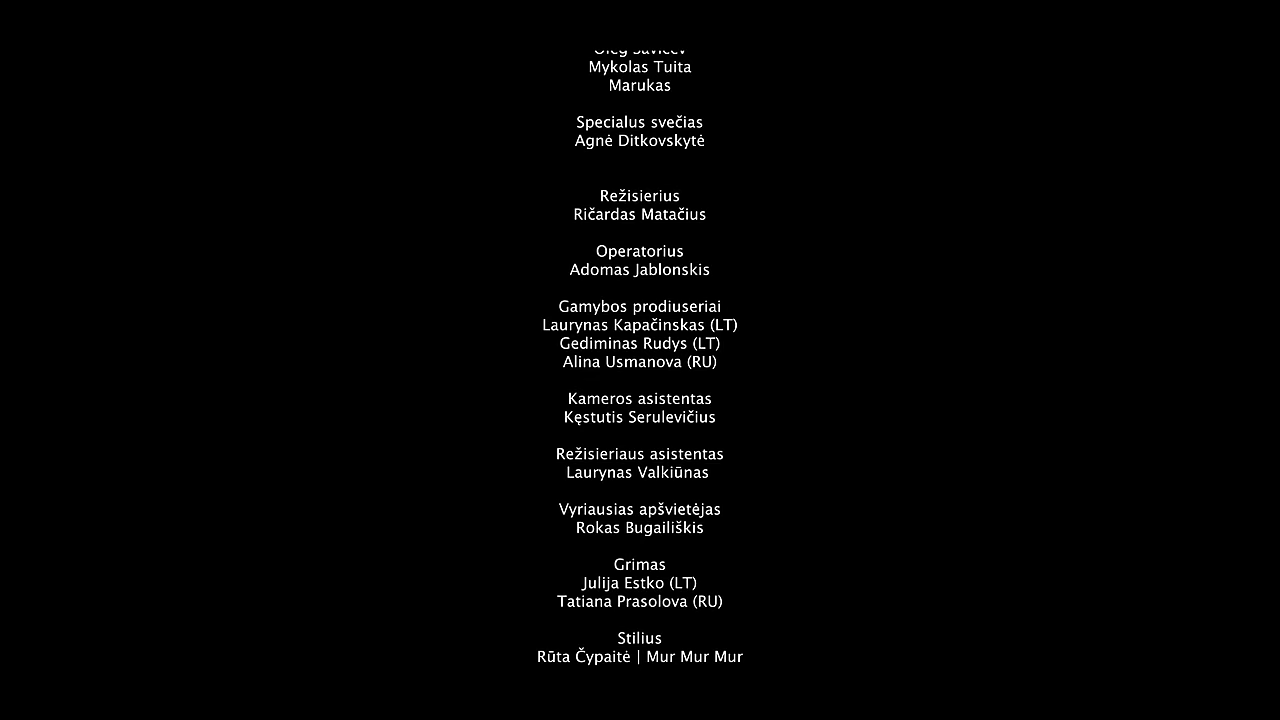 Mykolas Tuita
Marukas
Specialus svečias
Agnė Ditkovskytė
Režisierius
Ričardas Matačius
Operatorius
Adomas Jablonskis
Gamybos prodiuseriai
Laurynas Kapačinskas (LT)
Gediminas Rudys (LT)
Alina Usmanova (RU)
Kameros asistentas
Kęstutis Serulevičius
Režisieriaus asistentas
Laurynas Valkiūnas
Vyriausias apšvietėjas
Rokas Bugailiškis
Grimas
Julija Estko (LT)
Tatiana Prasolova (RU)
Stilius
Rūta Čypaitė | Mur Mur Mur